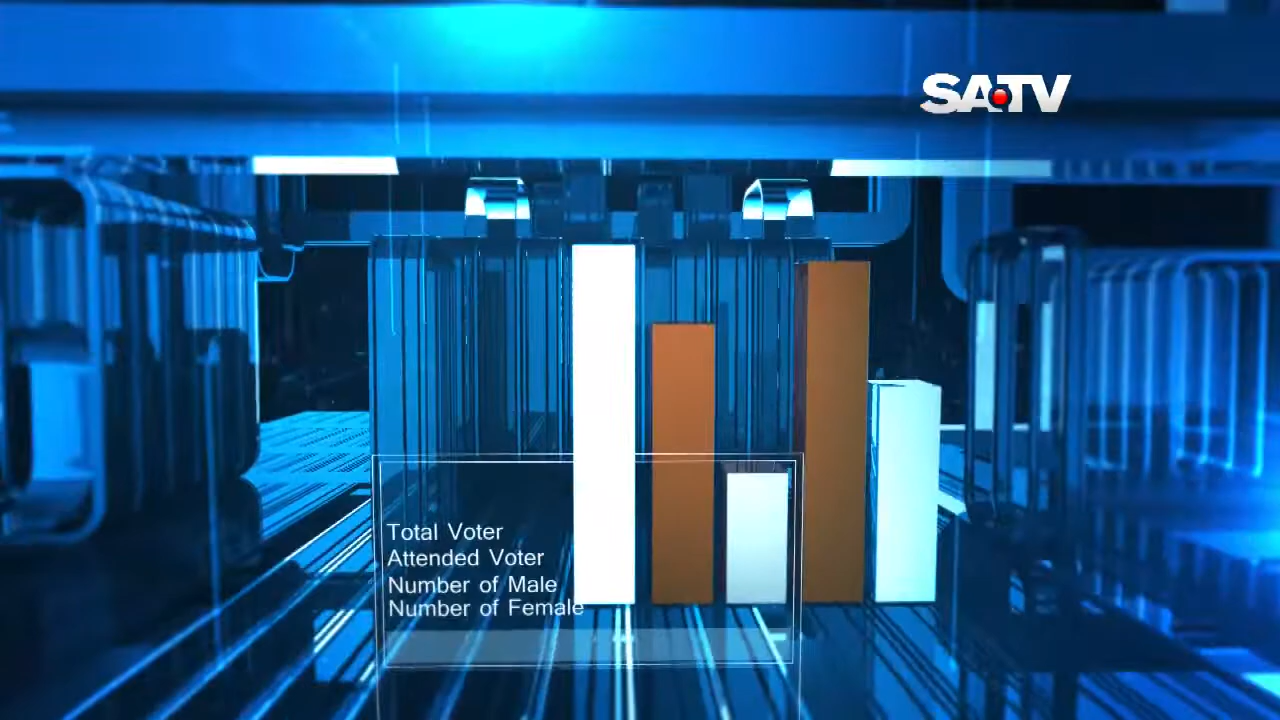 SATV
Total Voter
Attended Voter
Number of Male
Number of Female